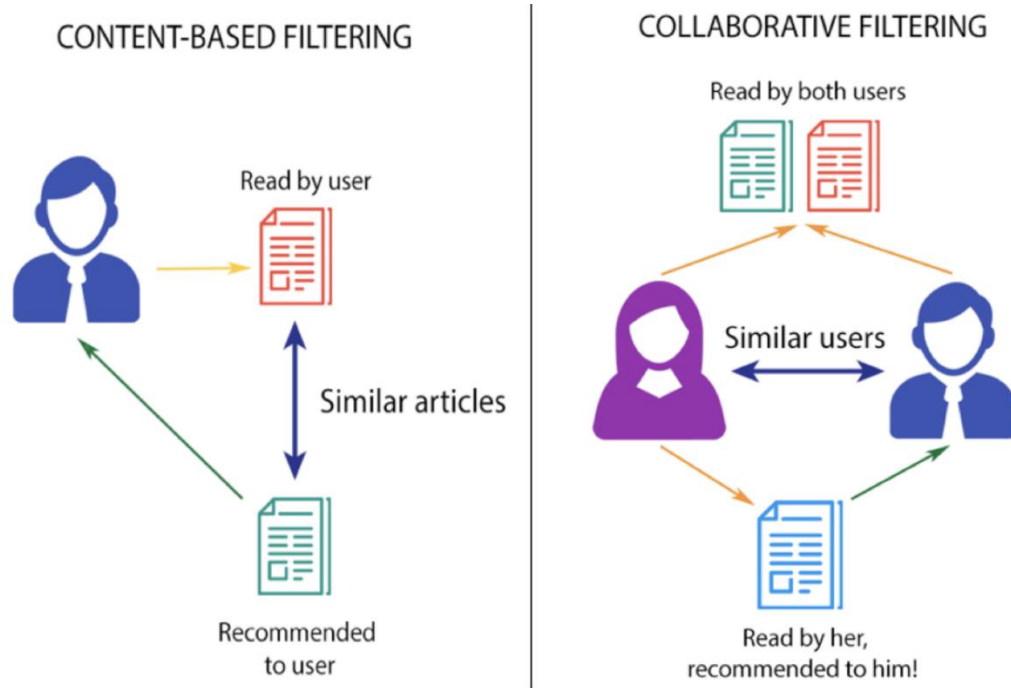 CONTENT-BASED FILTERING
Read by user
Similar articles
Recommended
to user
COLLABORATIVE FILTERING
Read by both users
Similar users
Read by her,
recommended to him!